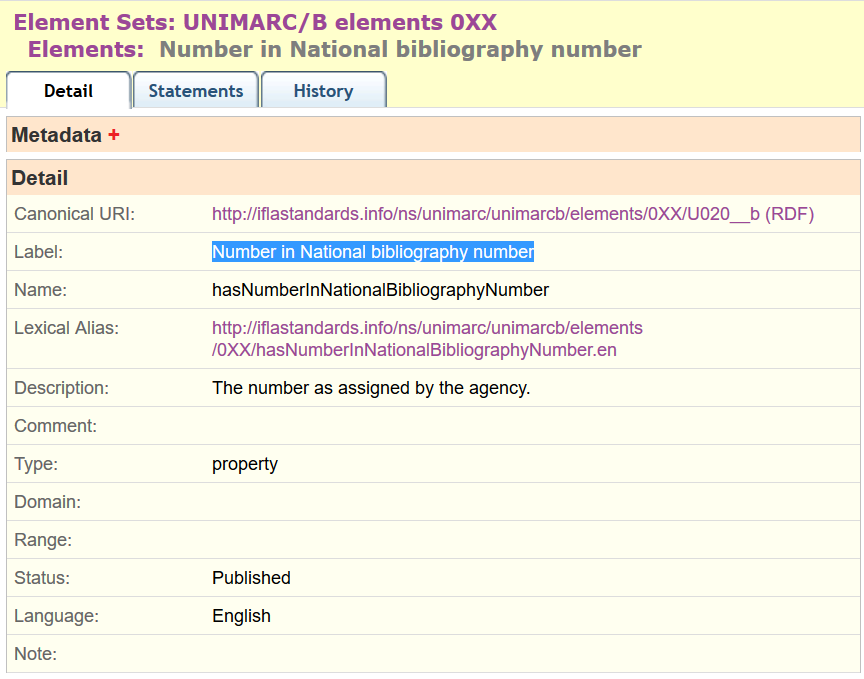 Element Sets: UNIMARC/B elements 0XX
Elements: Number in National bibliography number
Detail Statements History
Metadata +
Detail
Canonical URI: http://iflastandards.info/ns/unimarc/unimarcb/elements/0XX/U020__b (RDF)
Label: Number in National bibliography number
Name: hasNumberInNationalBibliographyNumber
Lexical Alias: http://iflastandards.info/ns/unimarc/unimarcb/elements
/0XX/hasNumberInNationalBibliographyNumber.en
Description: The number as assigned by the agency.
Comment:
Type: property
Domain:
Range:
Status: Published
Language: English
Note: